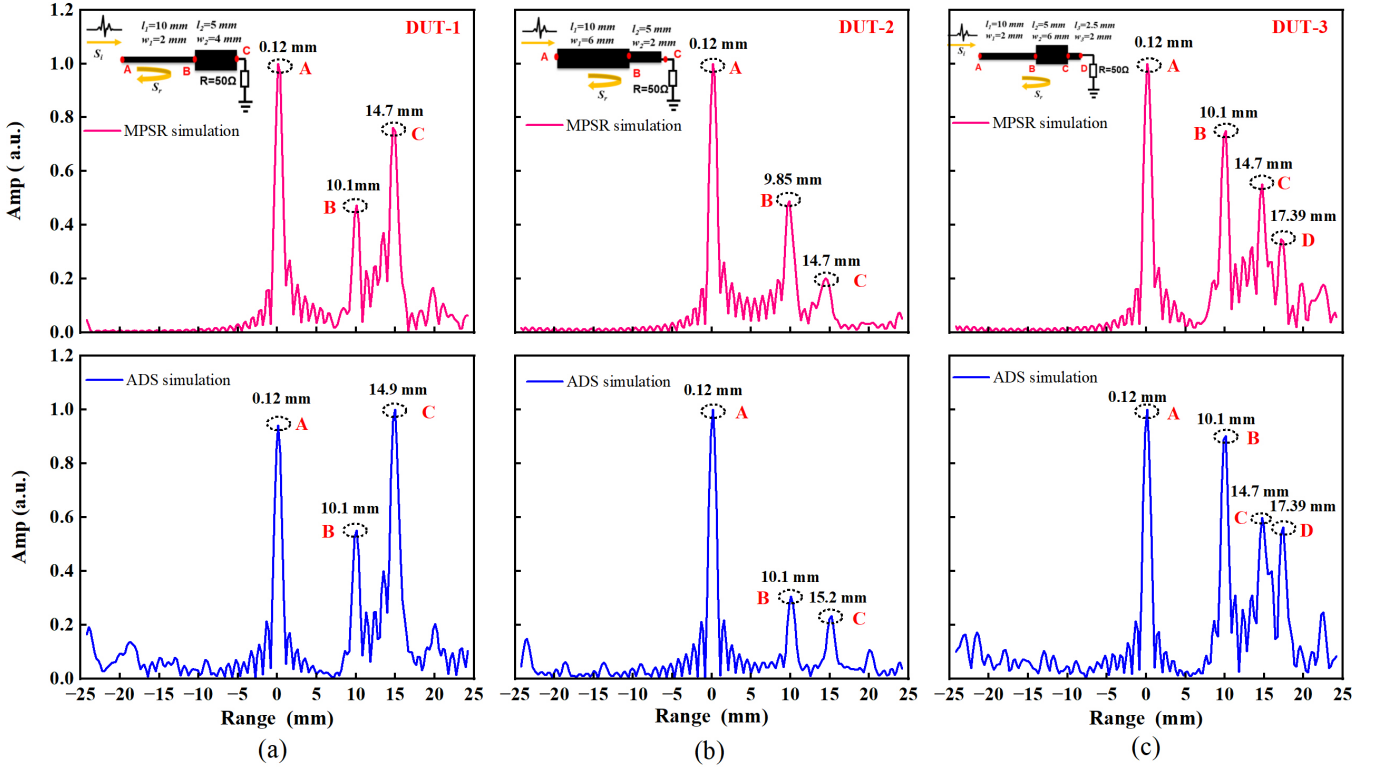 DUT-1
l₁=10 mm l₂=5 mm
w₁=2 mm w₂=4 mm
Sᵢ
A
B
C
Sᵣ
R=50Ω
0.12 mm
A
14.7 mm
C
10.1mm
B
MPSR simulation
Amp ( a.u.)
1.2
1.0
0.8
0.6
0.4
0.2
0.0
DUT-2
l₁=10 mm l₂=5 mm
w₁=6 mm w₂=2 mm
A
B
C
Sᵣ
R=50Ω
0.12 mm
A
MPSR simulation
9.85 mm
B
14.7 mm
C
DUT-3
l₁=10 mm l₂=5 mm l₃=2.5 mm
w₁=2 mm w₂=6 mm w₃=2 mm
Sᵢ
A
B
C
D
Sᵣ
R=50Ω
0.12 mm
A
MPSR simulation
10.1 mm
B
14.7 mm
C
17.39 mm
D
ADS simulation
0.12 mm
A
14.9 mm
C
10.1 mm
B
Amp (a.u.)
1.2
1.0
0.8
0.6
0.4
0.2
0.0
−25 −20 −15 −10 −5 0 5 10 15 20 25
Range (mm)
(a)
ADS simulation
0.12 mm
A
10.1 mm
B
15.2 mm
C
−25 −20 −15 −10 −5 0 5 10 15 20 25
Range (mm)
(b)
ADS simulation
0.12 mm
A
10.1 mm
B
14.7 mm
C
17.39 mm
D
−25 −20 −15 −10 −5 0 5 10 15 20 25
Range (mm)
(c)